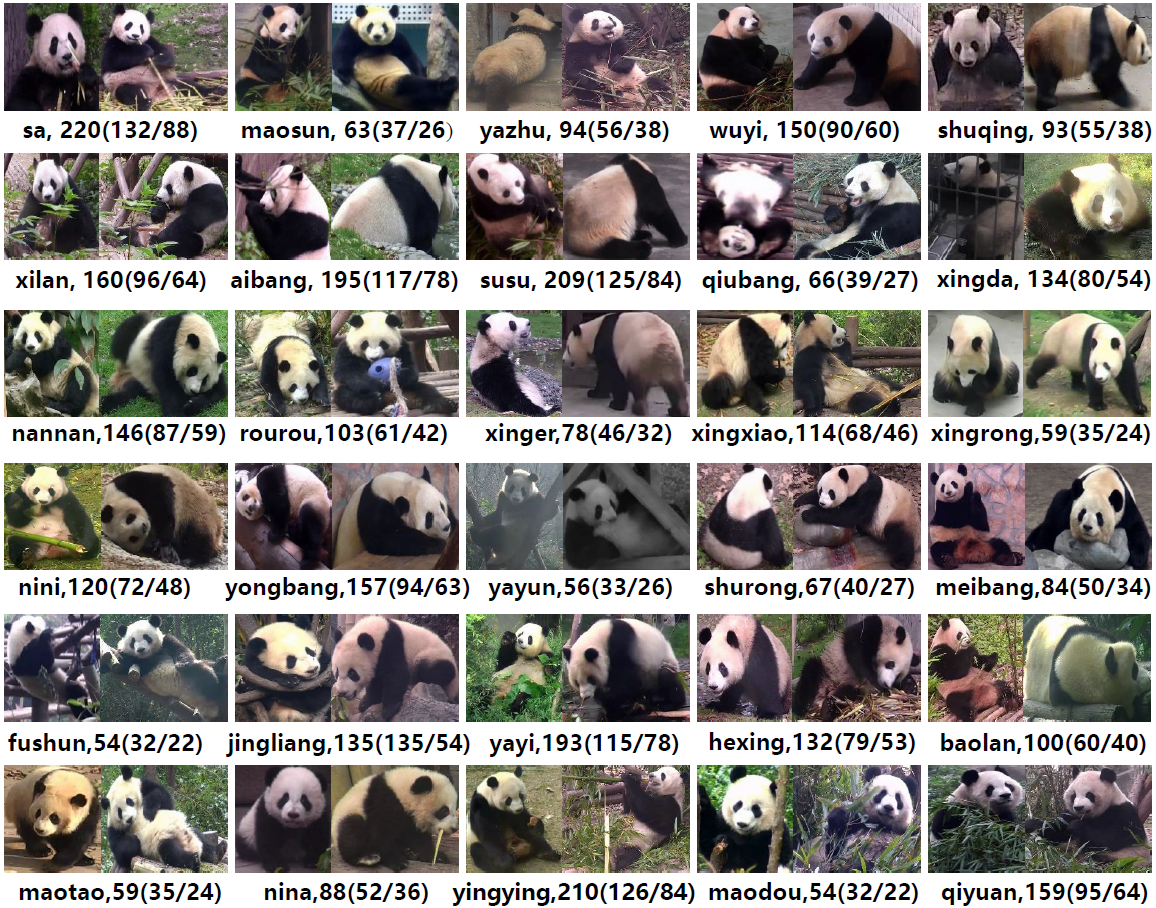 sa, 220(132/88) maosun, 63(37/26) yazhu, 94(56/38) wuyi, 150(90/60) shuqing, 93(55/38)
xilan, 160(96/64) aibang, 195(117/78) susu, 209(125/84) qiubang, 66(39/27) xingda, 134(80/54)
nannan,146(87/59) rourou,103(61/42) xinger,78(46/32) xingxiao,114(68/46) xingrong,59(35/24)
nini,120(72/48) yongbang,157(94/63) yayun,56(33/26) shurong,67(40/27) meibang,84(50/34)
fushun,54(32/22) jingliang,135(135/54) yayi,193(115/78) hexing,132(79/53) baolan,100(60/40)
maotao,59(35/24) nina,88(52/36) yingying,210(126/84) maodou,54(32/22) qiyuan,159(95/64)